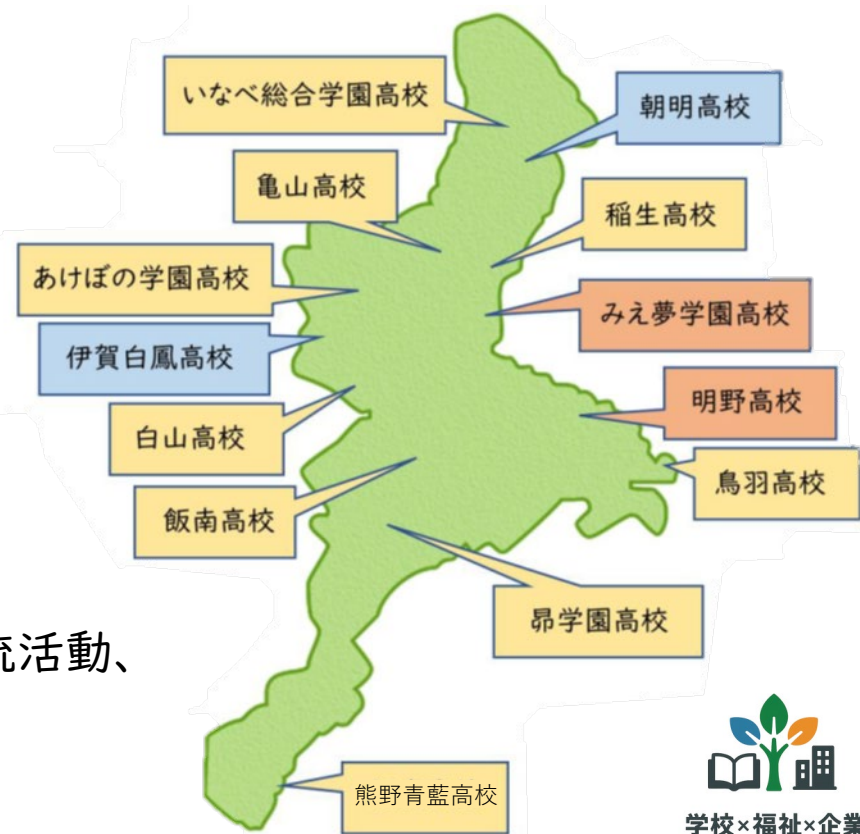 いなべ総合学園高校
朝明高校
亀山高校
稲生高校
あけぼの学園高校
みえ夢学園高校
伊賀白鳳高校
明野高校
白山高校
鳥羽高校
飯南高校
昴学園高校
流活動、
熊野青藍高校
学校×福祉×企業